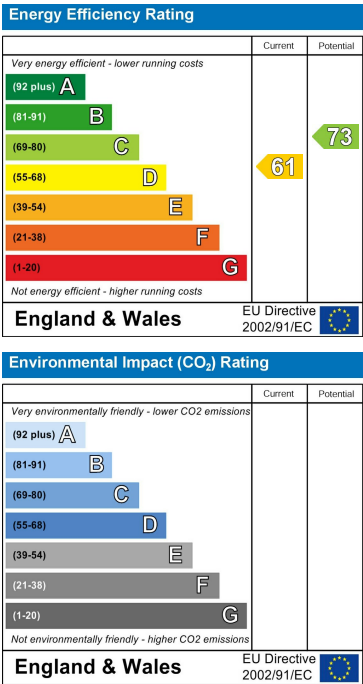 Energy Efficiency Rating
Current Potential
Very energy efficient - lower running costs
(92 plus) A
(81-91) B
(69-80) C
(55-68) D
(39-54) E
(21-38) F
(1-20) G
61
73
Not energy efficient - higher running costs
England & Wales
EU Directive
2002/91/EC
Environmental Impact (CO₂) Rating
Current Potential
Very environmentally friendly - lower CO2 emissions
(92 plus) A
(81-91) B
(69-80) C
(55-68) D
(39-54) E
(21-38) F
(1-20) G
Not environmentally friendly - higher CO2 emissions
England & Wales
EU Directive
2002/91/EC